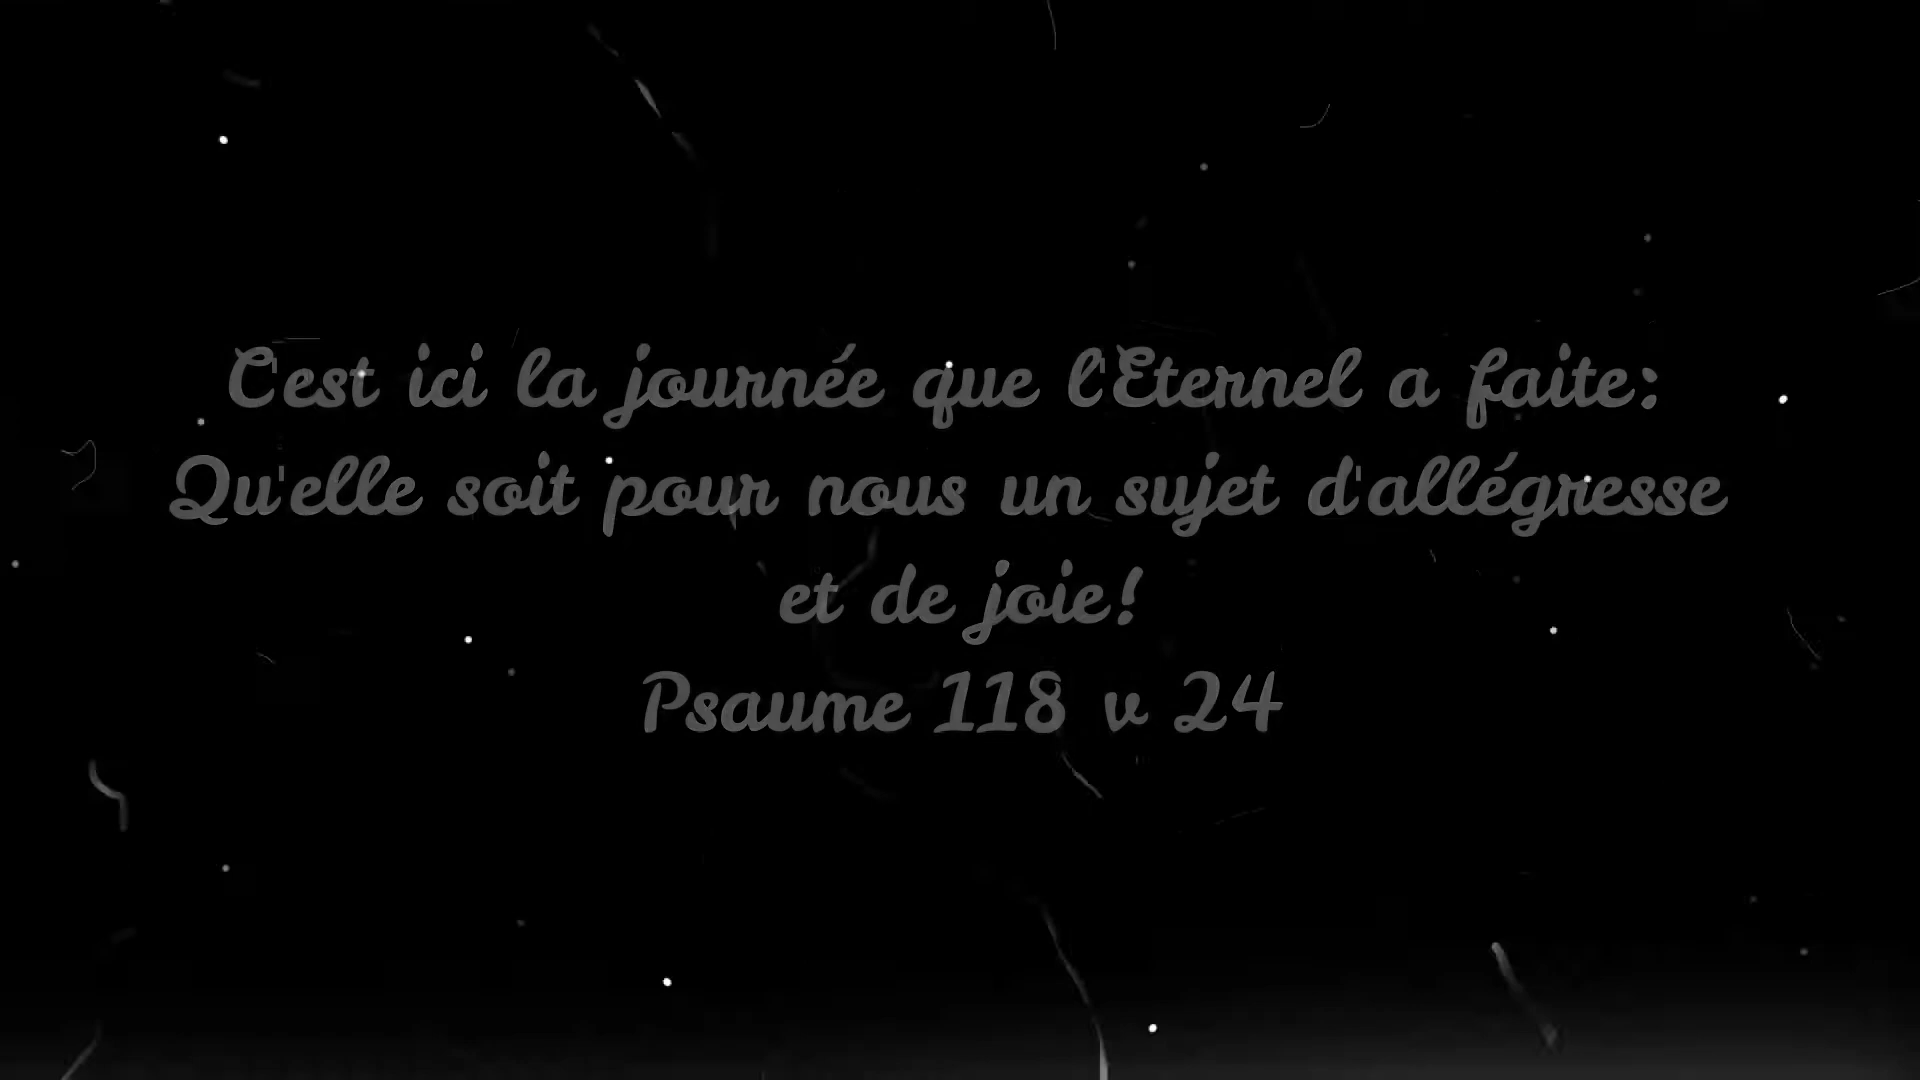 C'est ici la journée que l'Eternel a faite:
Qu'elle soit pour nous un sujet d'allégresse
et de joie!
Psaume 118 v 24